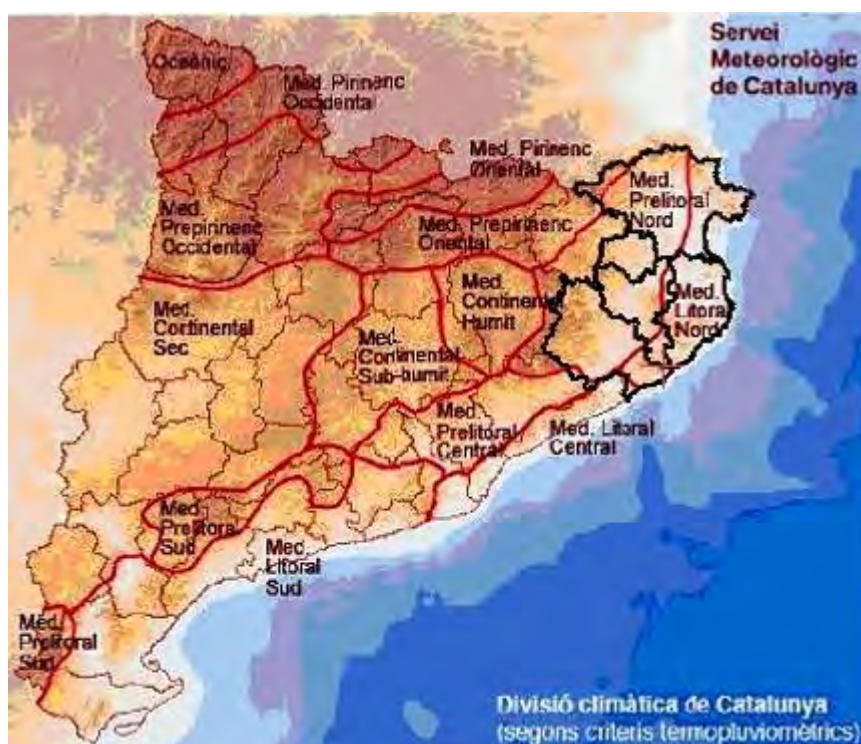 Servei
Meteorològic
de Catalunya
Oceànic
Med. Pirinenc
Occidental
Med. Pirinenc
Oriental
Med.
Prelitoral
Nord
Med.
Prepirinenc
Occidental
Med. Prepirinenc
Oriental
Med.
Continental
Humit
Med.
Litoral
Nord
Med.
Continental
Sec
Med.
Continental
Sub-humit
Med.
Prelitoral
Central
Med. Litoral
Central
Med.
Prelitoral
Sud
Med.
Litoral
Sud
Med.
Prelitoral
Sud
Divisió climàtica de Catalunya
(segons criteris termopluviomètrics)